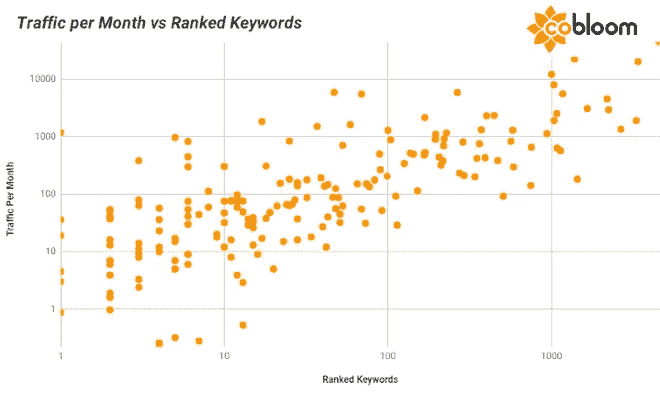 Traffic per Month vs Ranked Keywords
cobloom
Traffic Per Month
10000
1000
100
10
1
1
10
100
1000
Ranked Keywords